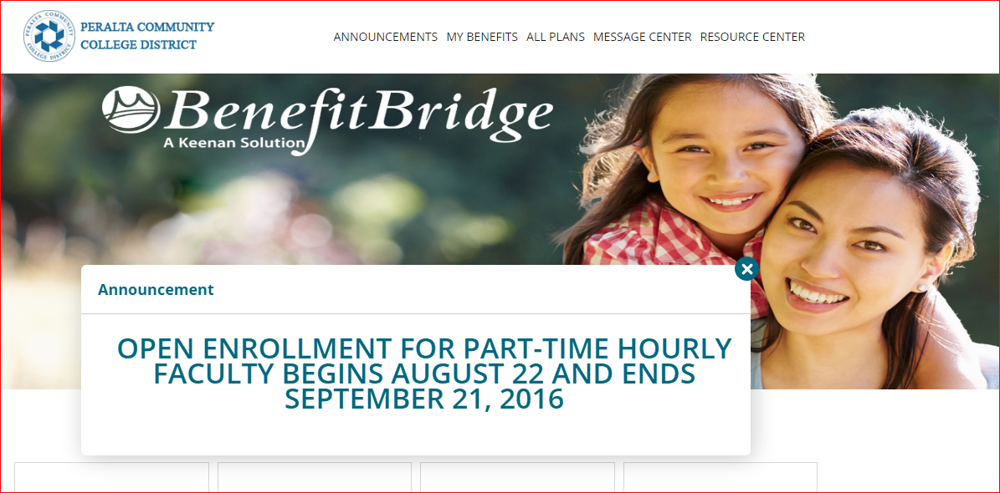 PERALTA COMMUNITY
COLLEGE DISTRICT
PERALTA COMMUNITY
COLLEGE DISTRICT
ANNOUNCEMENTS MY BENEFITS ALL PLANS MESSAGE CENTER RESOURCE CENTER
BenefitBridge
A Keenan Solution
Announcement
OPEN ENROLLMENT FOR PART-TIME HOURLY
FACULTY BEGINS AUGUST 22 AND ENDS
SEPTEMBER 21, 2016